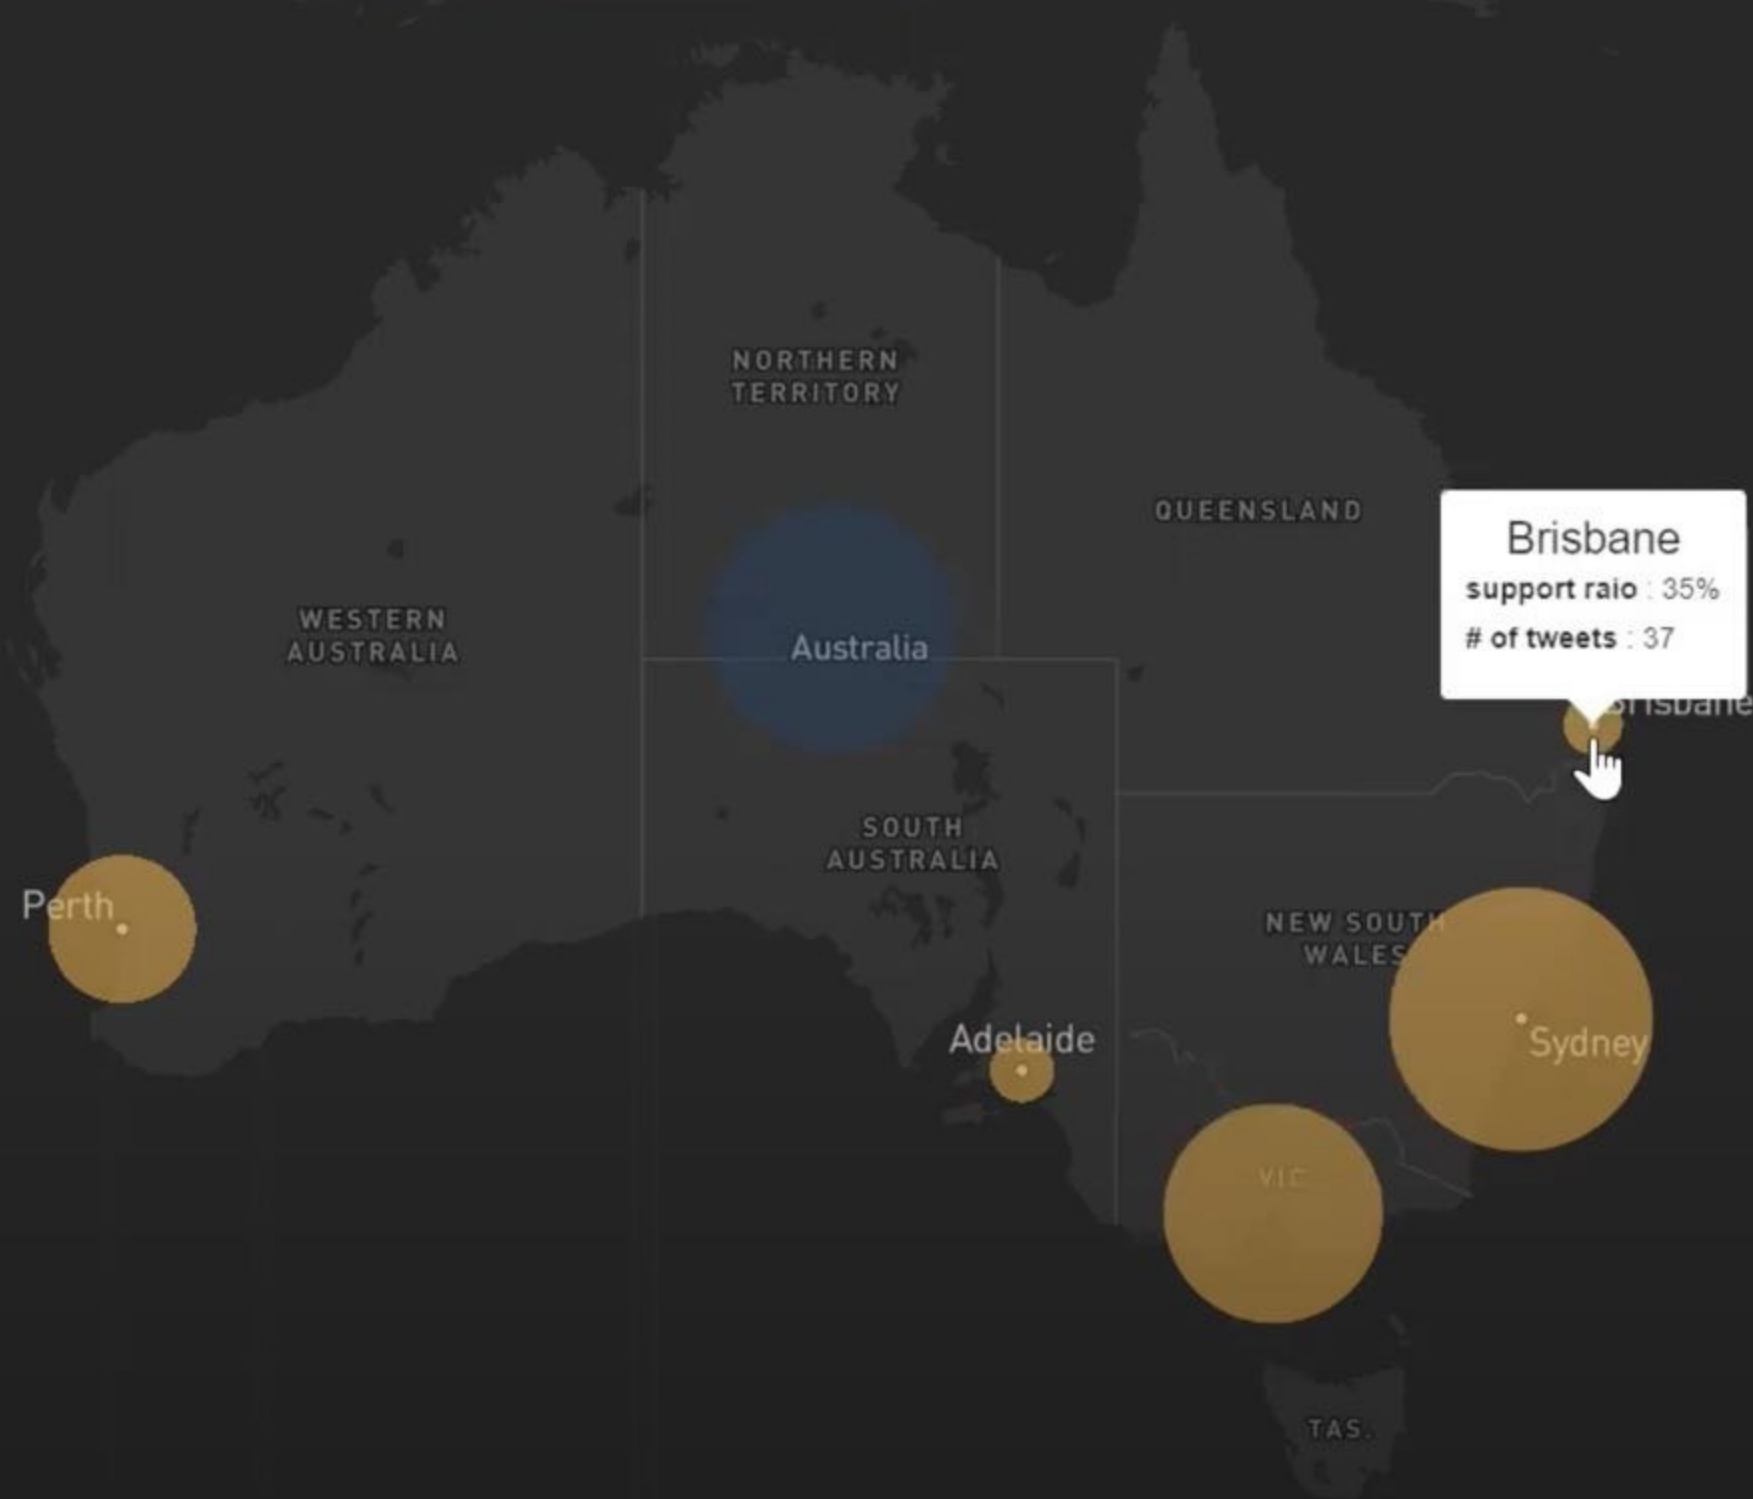 NORTHERN
TERRITORY
QUEENSLAND
Brisbane
support raio : 35%
# of tweets : 37
Brisbane
WESTERN
AUSTRALIA
Australia
SOUTH
AUSTRALIA
Perth
NEW SOUTH
WALES
Adelaide
Sydney
VIC
TAS.